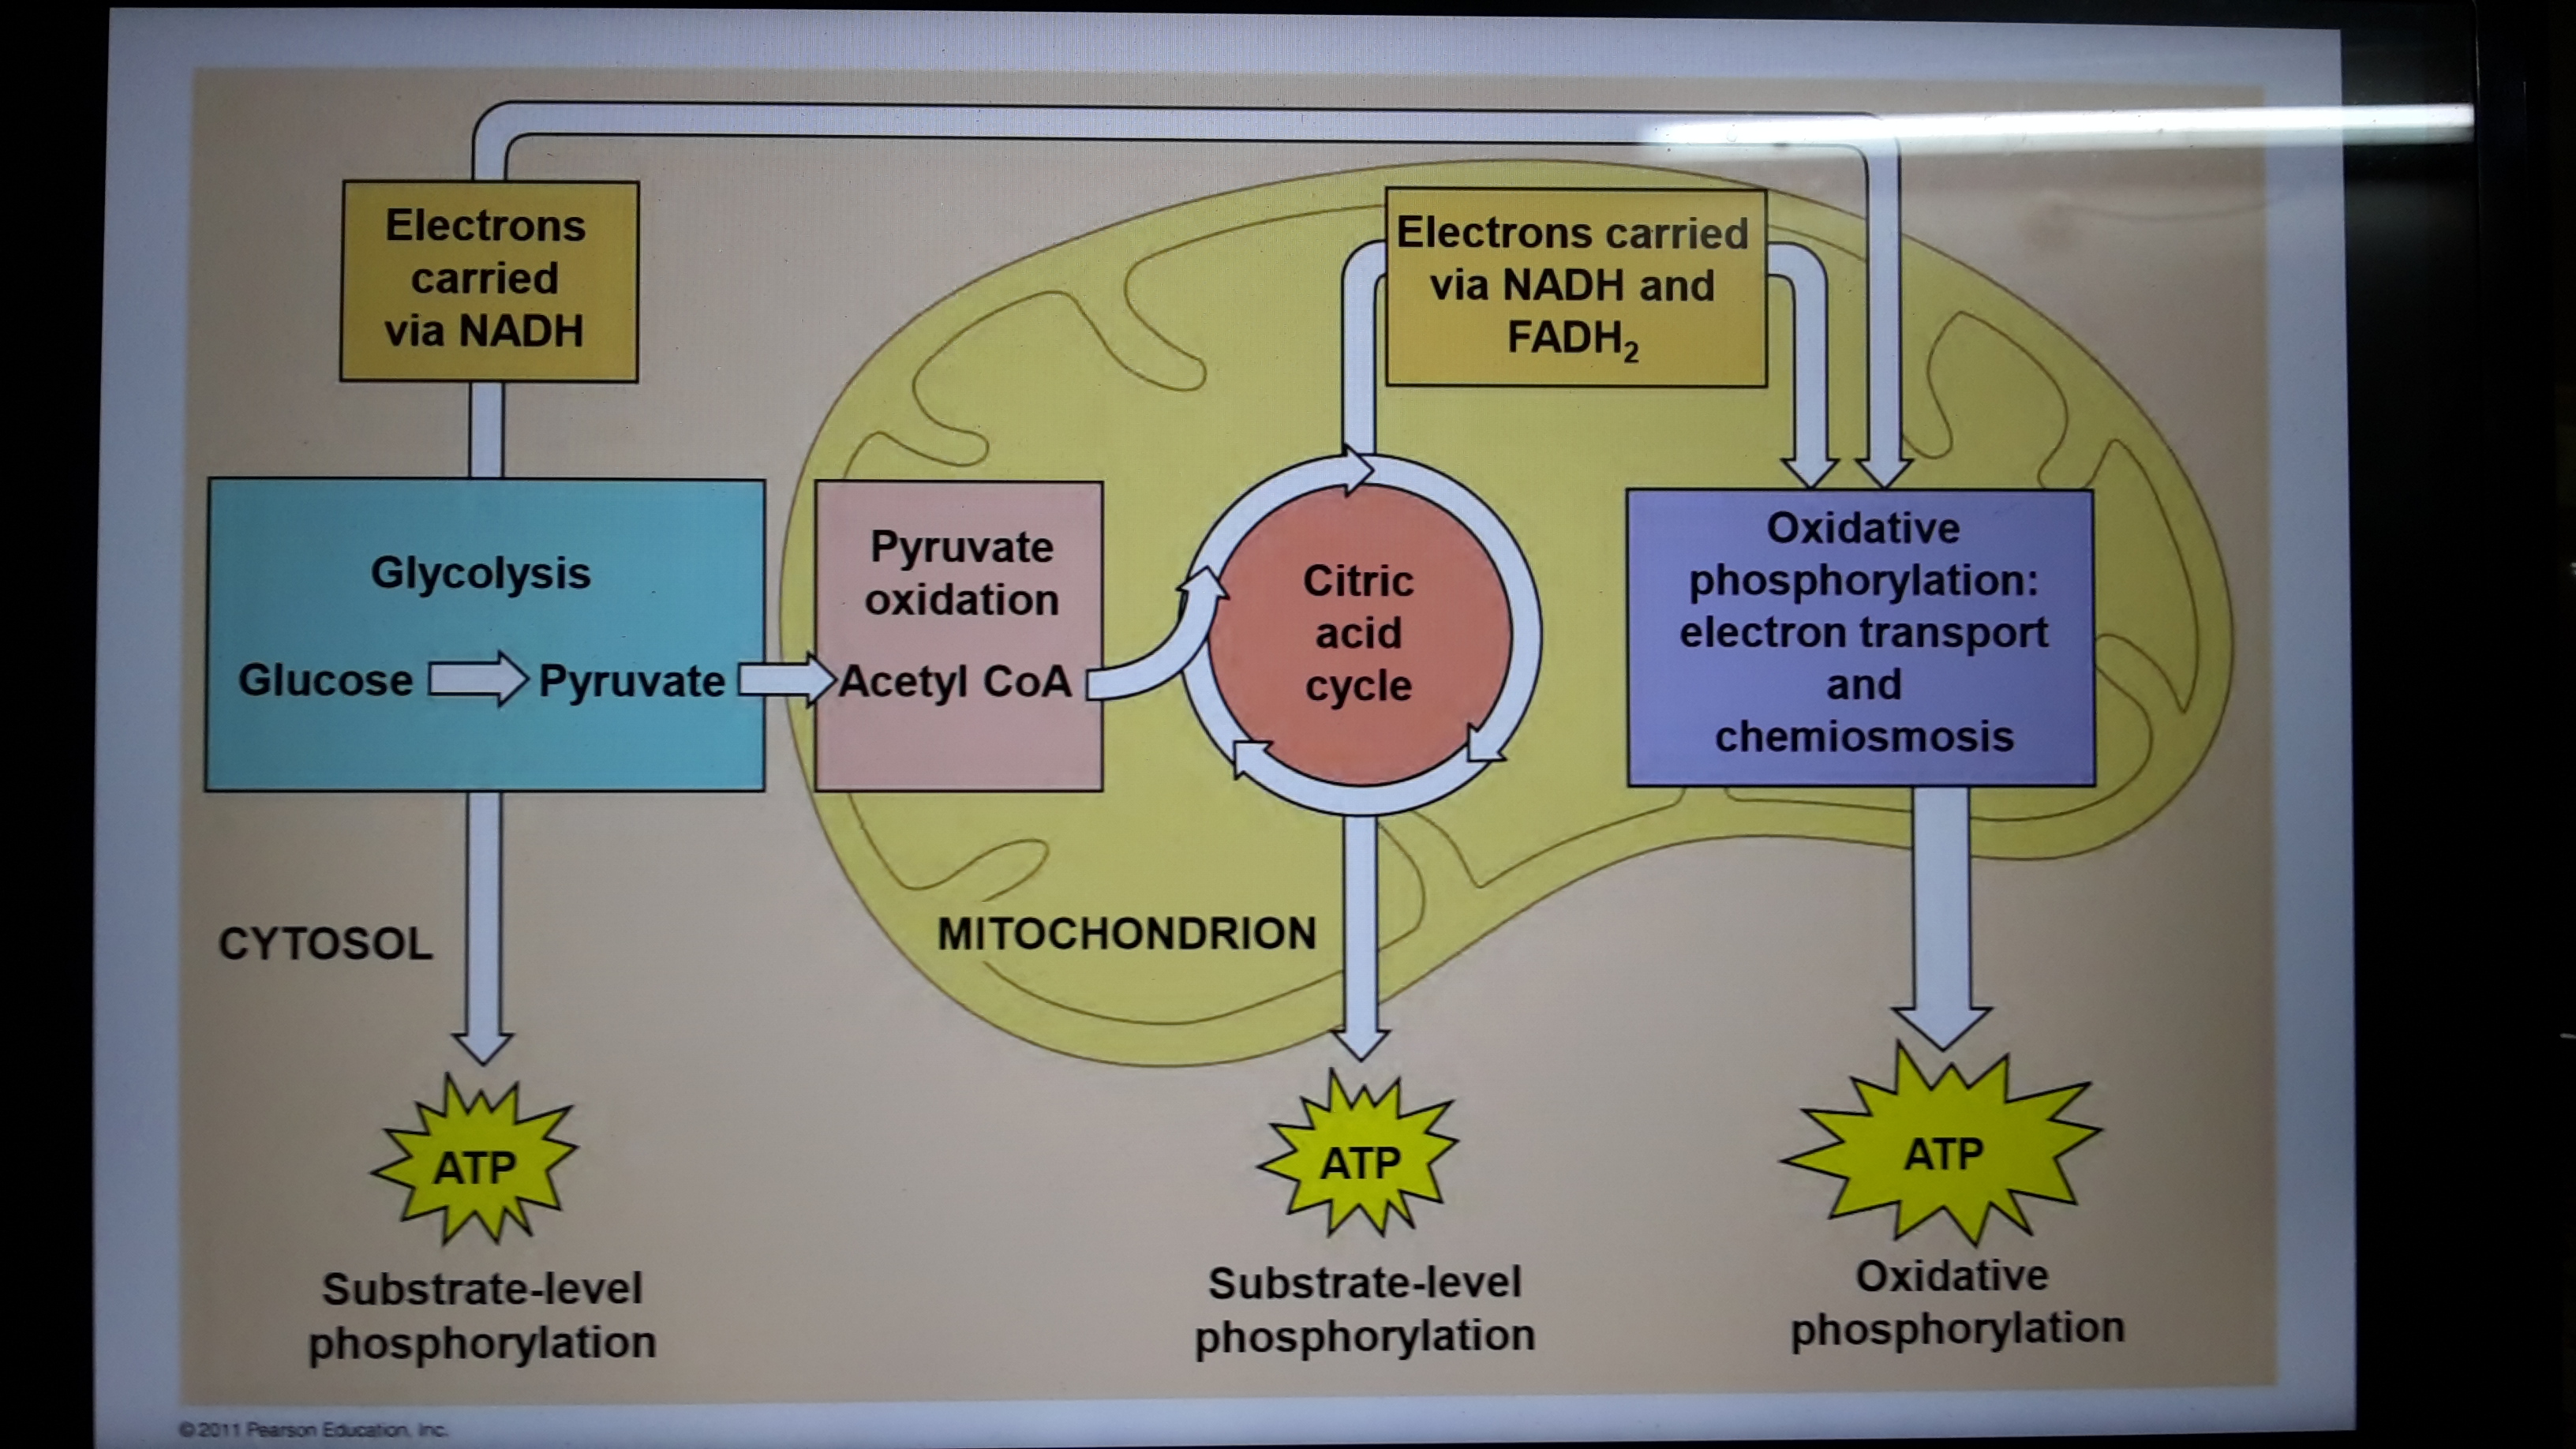 Electrons
carried
via NADH
Electrons carried
via NADH and
FADH₂
Glycolysis
Glucose
Pyruvate
Pyruvate
oxidation
Acetyl CoA
Citric
acid
cycle
Oxidative
phosphorylation:
electron transport
and
chemiosmosis
CYTOSOL
MITOCHONDRION
ATP
ATP
ATP
Substrate-level
phosphorylation
Substrate-level
phosphorylation
Oxidative
phosphorylation
© 2011 Pearson Education, Inc.